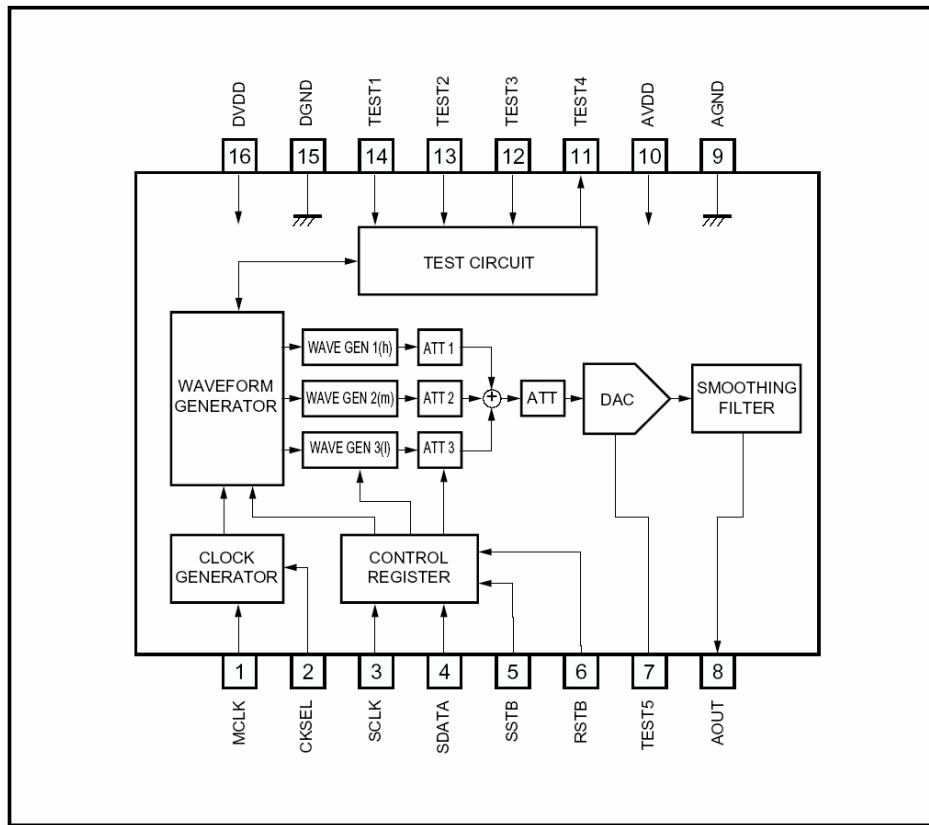 DVDD
DGND
TEST1
TEST2
TEST3
TEST4
AVDD
AGND
16
15
14
13
12
11
10
9
TEST CIRCUIT
WAVEFORM
GENERATOR
WAVE GEN 1(h)
ATT 1
WAVE GEN 2(m)
ATT 2
WAVE GEN 3(l)
ATT 3
+
ATT
DAC
SMOOTHING
FILTER
CLOCK
GENERATOR
CONTROL
REGISTER
1
2
3
4
5
6
7
8
MCLK
CKSEL
SCLK
SDATA
SSTB
RSTB
TEST5
AOUT